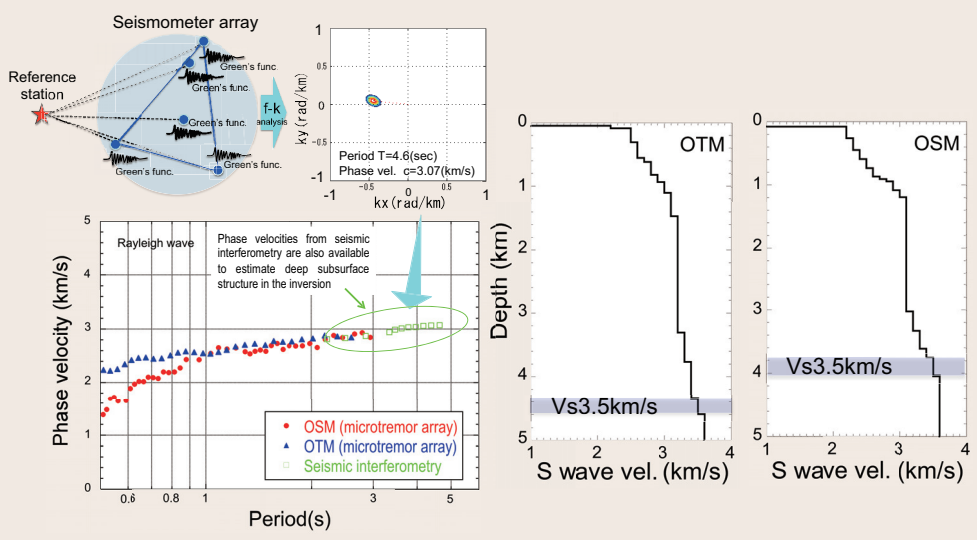 Seismometer array
Reference
station
Green's func.
Green's func.
Green's func.
Green's func.
Green's func.
f-k
analysis
1
0.5
0
-0.5
-1
ky (rad/km)
Period T=4.6(sec)
Phase vel. c=3.07(km/s)
-1
-0.5
0
0.5
1
kx (rad/km)
5
4
3
2
1
0
Phase velocity (km/s)
Rayleigh wave
Phase velocities from seismic
interferometry are also available
to estimate deep subsurface
structure in the inversion
OSM (microtremor array)
OTM (microtremor array)
Seismic interferometry
0.6
0.8
1
3
5
Period(s)
0
1
2
3
4
5
Depth (km)
OTM
Vs3.5km/s
1
2
3
4
S wave vel. (km/s)
0
1
2
3
4
5
OSM
Vs3.5km/s
1
2
3
4
S wave vel. (km/s)